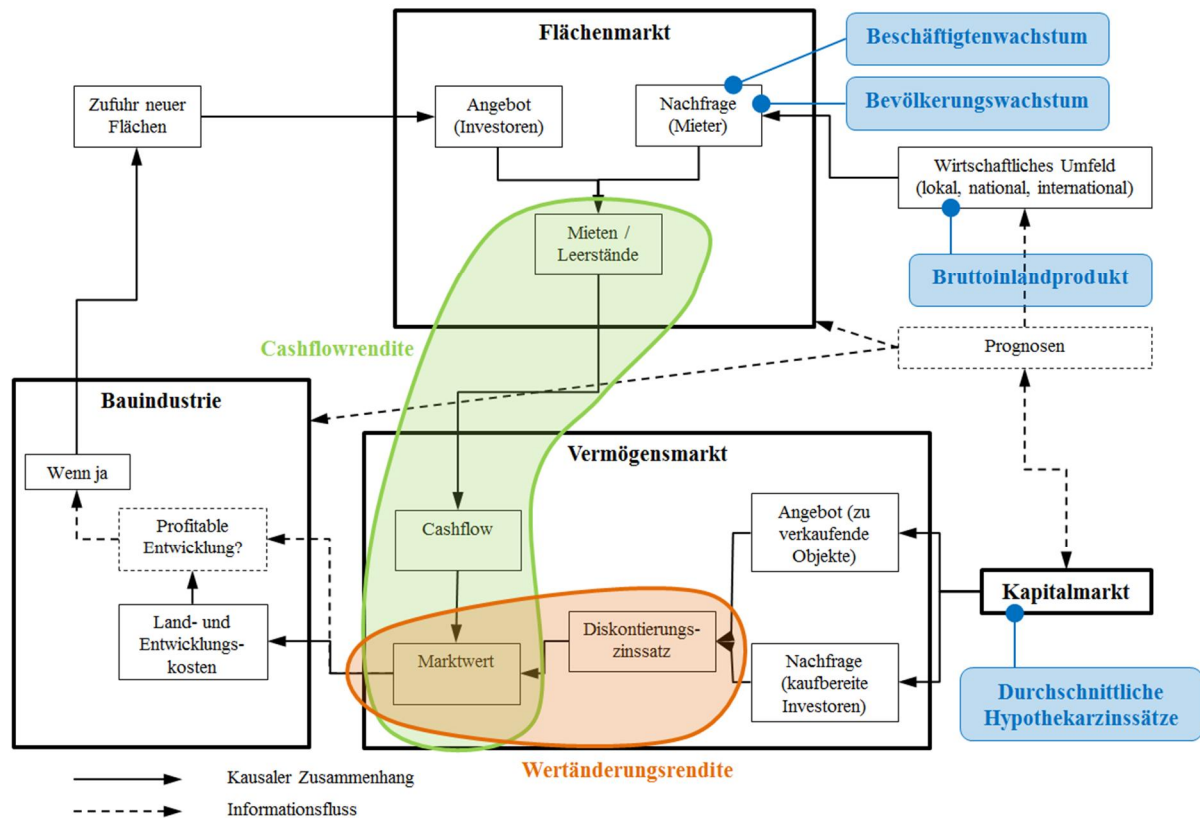 Flächenmarkt
Beschäftigtenwachstum
Bevölkerungswachstum
Zufuhr neuer
Flächen
Angebot
(Investoren)
Nachfrage
(Mieter)
Wirtschaftliches Umfeld
(lokal, national, international)
Mieten /
Leerstände
Bruttoinlandprodukt
Cashflowrendite
Prognosen
Bauindustrie
Vermögensmarkt
Wenn ja
Profitable
Entwicklung?
Cashflow
Angebot (zu
verkaufende
Objekte)
Kapitalmarkt
Land- und
Entwicklungs-
kosten
Marktwert
Diskontierungs-
zinssatz
Nachfrage
(kaufbereite
Investoren)
Durchschnittliche
Hypothekarzinssätze
Wertänderungsrendite
Kausaler Zusammenhang
Informationsfluss